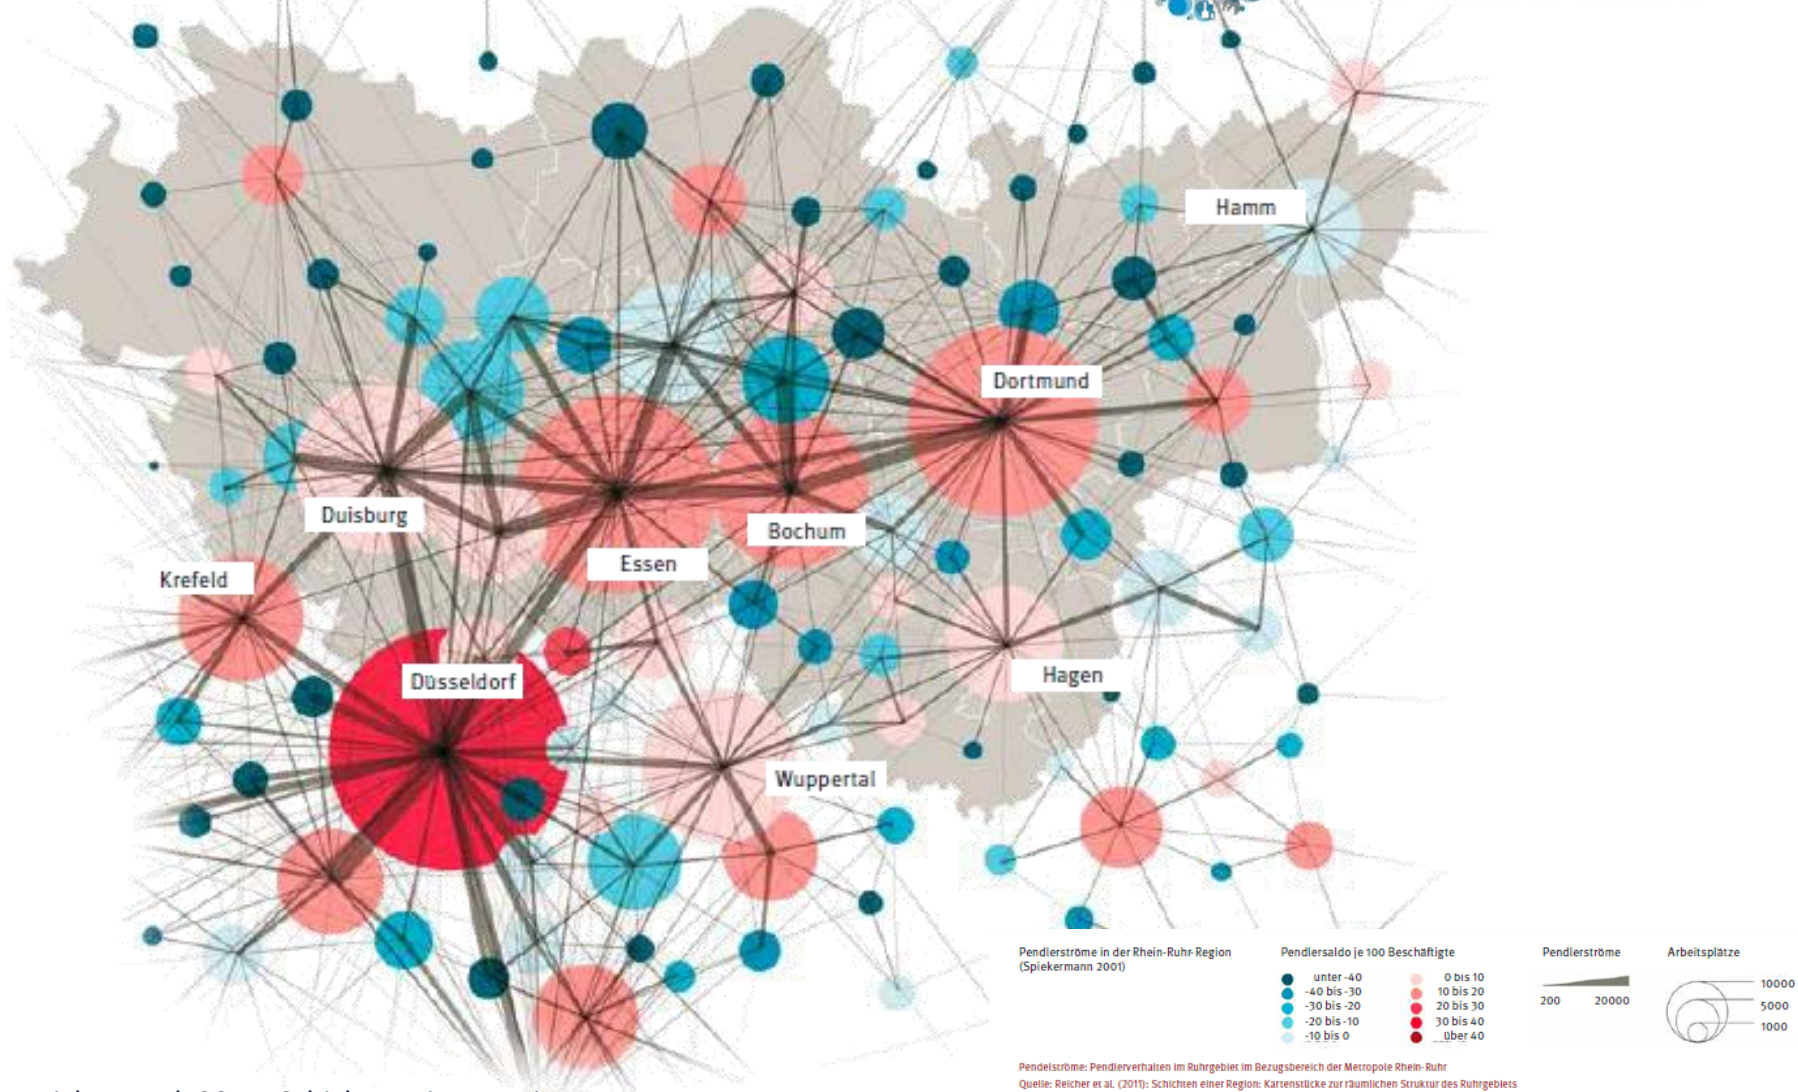 Hamm
Dortmund
Duisburg
Bochum
Essen
Krefeld
Düsseldorf
Hagen
Wuppertal
Pendlerströme in der Rhein-Ruhr-Region
(Spiekermann 2001)
Pendlersaldo je 100 Beschäftigte
unter -40
-40 bis -30
-30 bis -20
-20 bis -10
-10 bis 0
0 bis 10
10 bis 20
20 bis 30
30 bis 40
über 40
Pendlerströme
200 20000
Arbeitsplätze
10000
5000
1000
Pendelströme: Pendlerverhalten im Ruhrgebiet im Bezugsbereich der Metropole Rhein-Ruhr
Quelle: Reicher et al. (2011): Schichten einer Region: Kartenstücke zur räumlichen Struktur des Ruhrgebiets